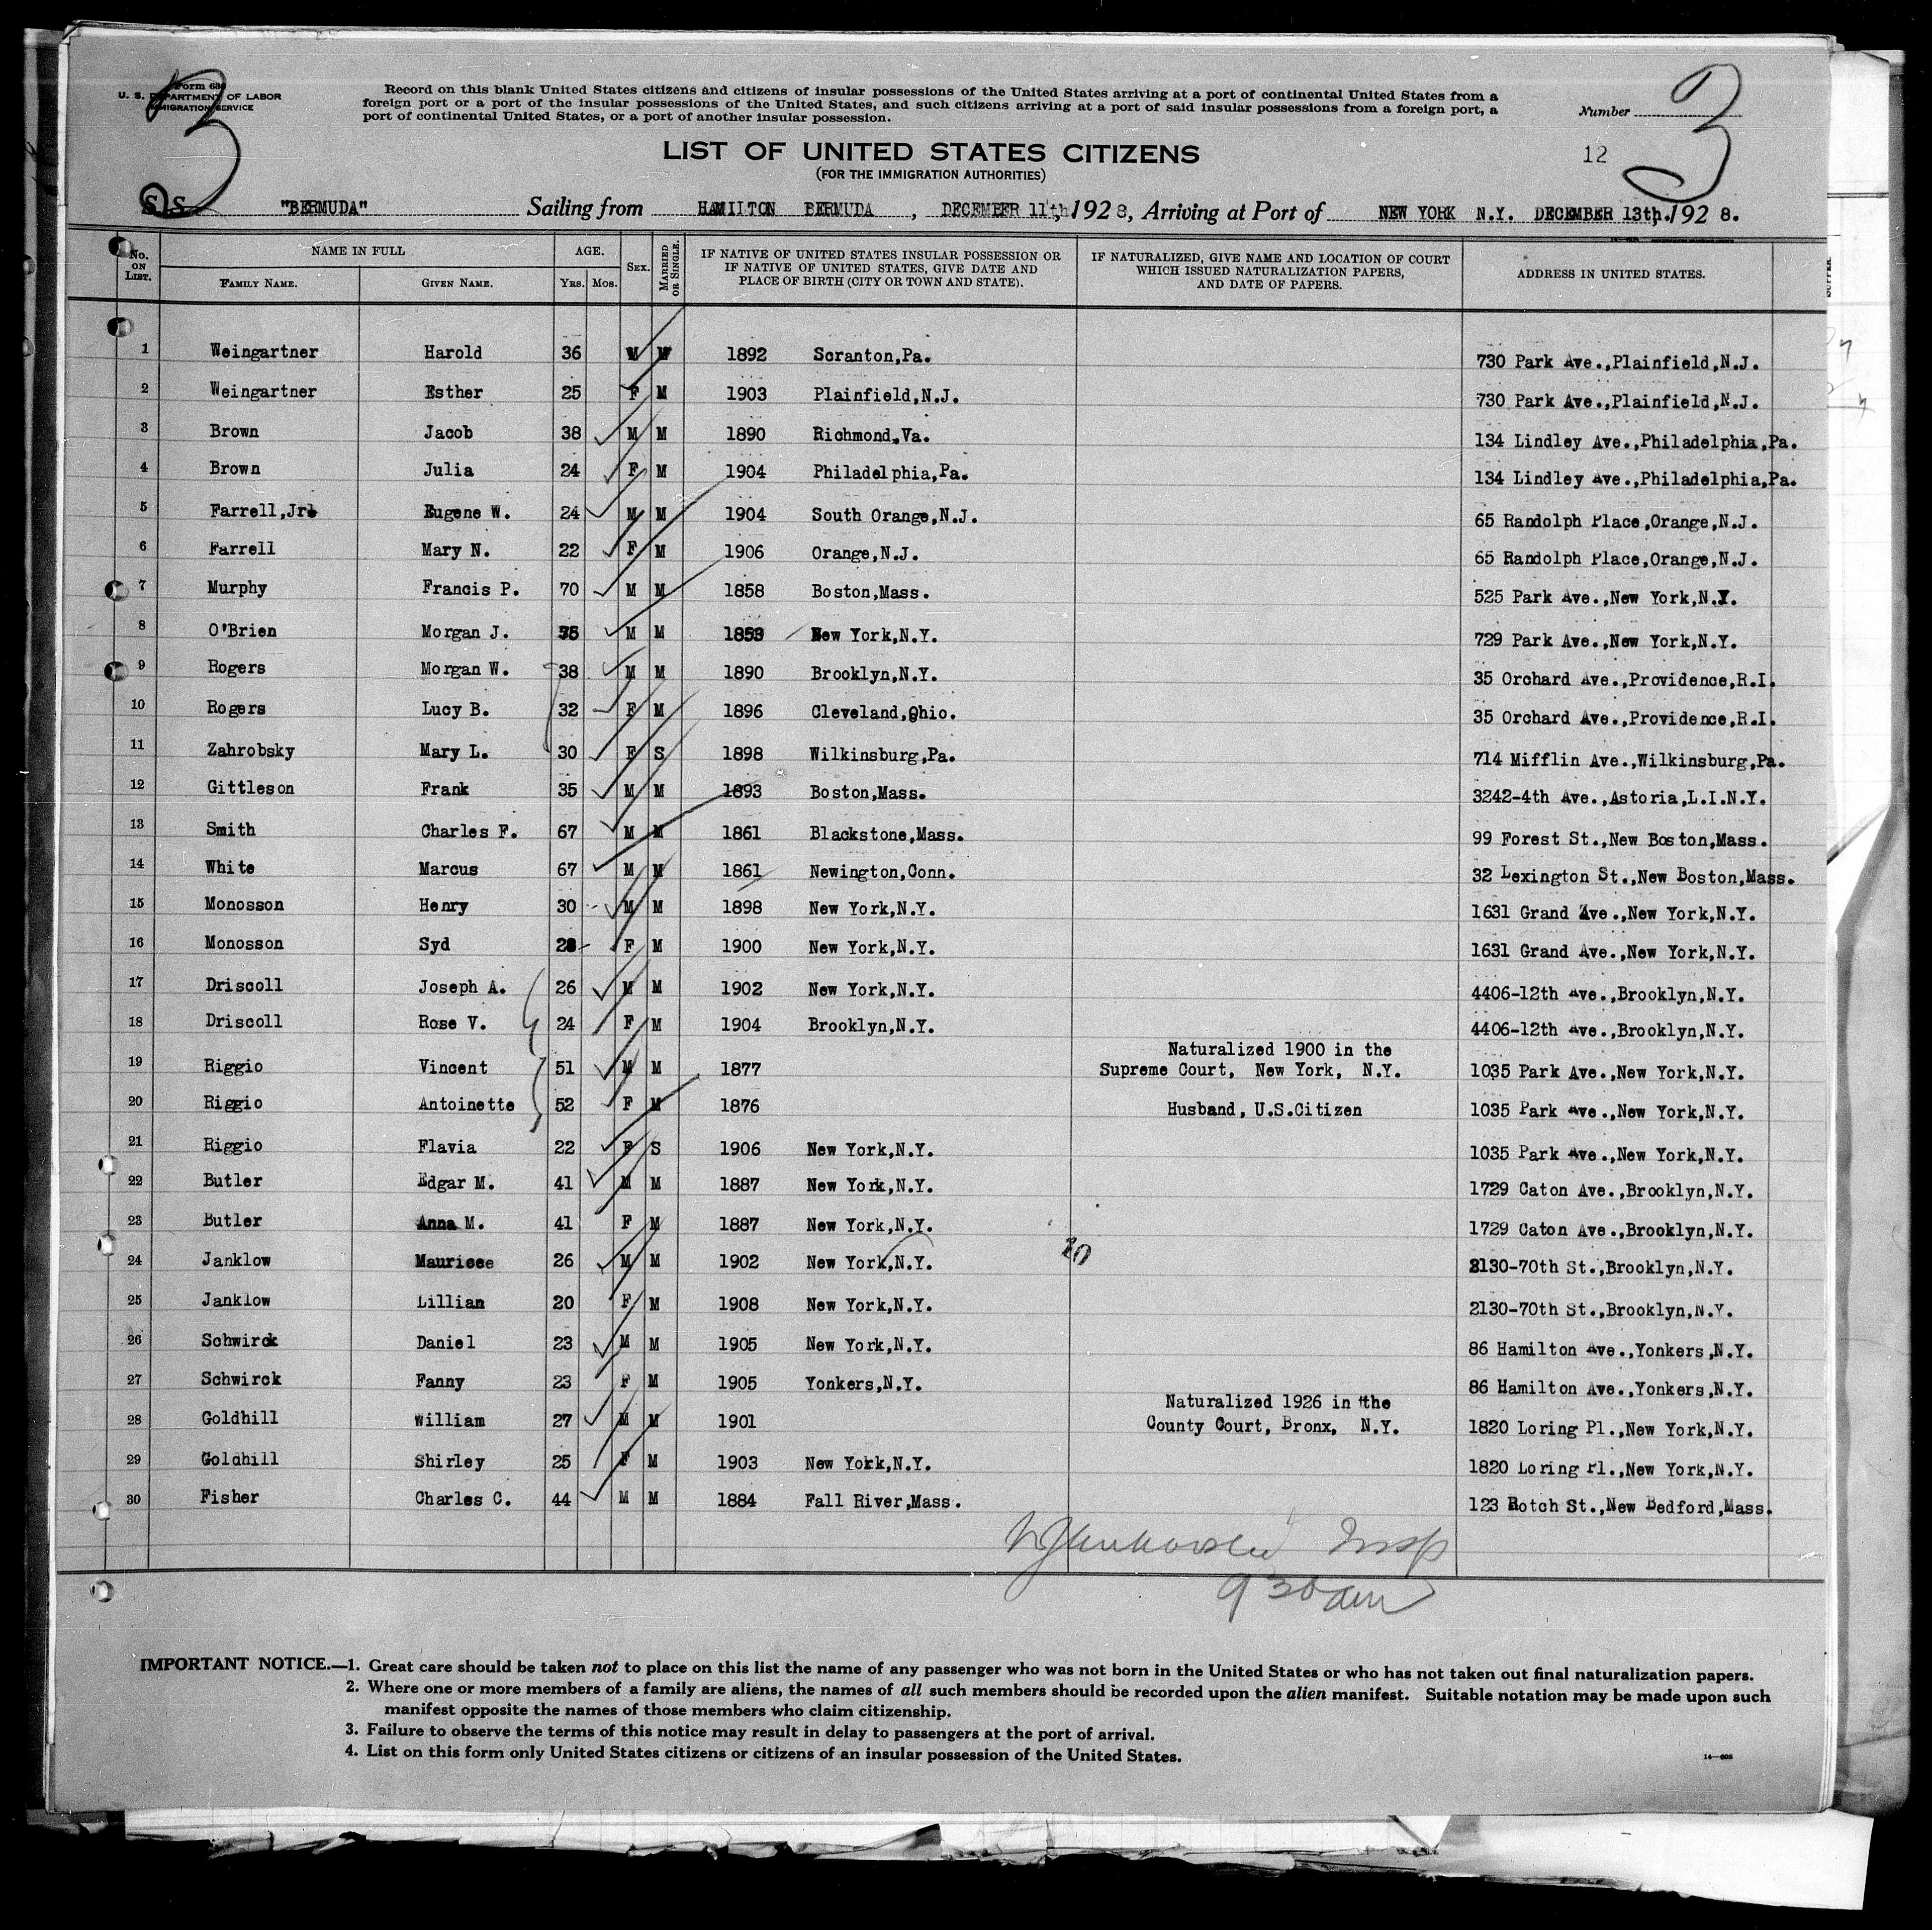 3
Form 630
U. S. DEPARTMENT OF LABOR
IMMIGRATION SERVICE
Record on this blank United States citizens and citizens of insular possessions of the United States arriving at a port of continental United States from a
foreign port or a port of the insular possessions of the United States, and such citizens arriving at a port of said insular possessions from a foreign port, a
port of continental United States, or a port of another insular possession.
Number
3
12
LIST OF UNITED STATES CITIZENS
(FOR THE IMMIGRATION AUTHORITIES)
S S "BERMUDA" Sailing from HAMILTON BERMUDA , DECEMBER 11th, 1928, Arriving at Port of NEW YORK N.Y. DECEMBER 13th, 1928.
No. ON LIST. NAME IN FULL AGE. SEX. MARRIED OR SINGLE. IF NATIVE OF UNITED STATES INSULAR POSSESSION OR IF NATIVE OF UNITED STATES, GIVE DATE AND PLACE OF BIRTH (CITY OR TOWN AND STATE). IF NATURALIZED, GIVE NAME AND LOCATION OF COURT WHICH ISSUED NATURALIZATION PAPERS, AND DATE OF PAPERS. ADDRESS IN UNITED STATES.
FAMILY NAME. GIVEN NAME. YRS. MOS.
1 Weingartner Harold 36 M M 1892 Scranton,Pa. 730 Park Ave.,Plainfield,N.J.
2 Weingartner Esther 25 F M 1903 Plainfield,N.J. 730 Park Ave.,Plainfield,N.J.
3 Brown Jacob 38 M M 1890 Richmond,Va. 134 Lindley Ave.,Philadelphia,Pa.
4 Brown Julia 24 F M 1904 Philadelphia,Pa. 134 Lindley Ave.,Philadelphia,Pa.
5 Farrell,Jr. Eugene W. 24 M M 1904 South Orange,N.J. 65 Randolph Place,Orange,N.J.
6 Farrell Mary N. 22 F M 1906 Orange,N.J. 65 Randolph Place,Orange,N.J.
7 Murphy Francis P. 70 M M 1858 Boston,Mass. 525 Park Ave.,New York,N.Y.
8 O'Brien Morgan J. 75 M M 1853 New York,N.Y. 729 Park Ave.,New York,N.Y.
9 Rogers Morgan W. 38 M M 1890 Brooklyn,N.Y. 35 Orchard Ave.,Providence,R.I.
10 Rogers Lucy B. 32 F M 1896 Cleveland,Ohio. 35 Orchard Ave.,Providence,R.I.
11 Zahrobsky Mary L. 30 F S 1898 Wilkinsburg,Pa. 714 Mifflin Ave.,Wilkinsburg,Pa.
12 Gittleson Frank 35 M M 1893 Boston,Mass. 3242-4th Ave.,Astoria,L.I.N.Y.
13 Smith Charles F. 67 M M 1861 Blackstone,Mass. 99 Forest St.,New Boston,Mass.
14 White Marcus 67 M M 1861 Newington,Conn. 32 Lexington St.,New Boston,Mass.
15 Monosson Henry 30 M M 1898 New York,N.Y. 1631 Grand Ave.,New York,N.Y.
16 Monosson Syd 28 F M 1900 New York,N.Y. 1631 Grand Ave.,New York,N.Y.
17 Driscoll Joseph A. 26 M M 1902 New York,N.Y. 4406-12th Ave.,Brooklyn,N.Y.
18 Driscoll Rose V. 24 F M 1904 Brooklyn,N.Y. 4406-12th Ave.,Brooklyn,N.Y.
19 Riggio Vincent 51 M M 1877 Naturalized 1900 in the Supreme Court, New York, N.Y. 1035 Park Ave.,New York,N.Y.
20 Riggio Antoinette 52 F M 1876 Husband, U.S.Citizen 1035 Park Ave.,New York,N.Y.
21 Riggio Flavia 22 F S 1906 New York,N.Y. 1035 Park Ave.,New York,N.Y.
22 Butler Edgar M. 41 M M 1887 New York,N.Y. 1729 Caton Ave.,Brooklyn,N.Y.
23 Butler Anna M. 41 F M 1887 New York,N.Y. 1729 Caton Ave.,Brooklyn,N.Y.
24 Janklow Mauricee 26 M M 1902 New York,N.Y. 2130-70th St.,Brooklyn,N.Y.
25 Janklow Lillian 20 F M 1908 New York,N.Y. 2130-70th St.,Brooklyn,N.Y.
26 Schwirck Daniel 23 M M 1905 New York,N.Y. 86 Hamilton Ave.,Yonkers,N.Y.
27 Schwirck Fanny 23 F M 1905 Yonkers,N.Y. 86 Hamilton Ave.,Yonkers,N.Y.
28 Goldhill William 27 M M 1901 Naturalized 1926 in the County Court, Bronx, N.Y. 1820 Loring Pl.,New York,N.Y.
29 Goldhill Shirley 25 F M 1903 New York,N.Y. 1820 Loring Pl.,New York,N.Y.
30 Fisher Charles C. 44 M M 1884 Fall River,Mass. 123 Rotch St.,New Bedford,Mass.
Insp
9 30 am
IMPORTANT NOTICE.—1. Great care should be taken not to place on this list the name of any passenger who was not born in the United States or who has not taken out final naturalization papers.
2. Where one or more members of a family are aliens, the names of all such members should be recorded upon the alien manifest. Suitable notation may be made upon such
manifest opposite the names of those members who claim citizenship.
3. Failure to observe the terms of this notice may result in delay to passengers at the port of arrival.
4. List on this form only United States citizens or citizens of an insular possession of the United States.
14—608